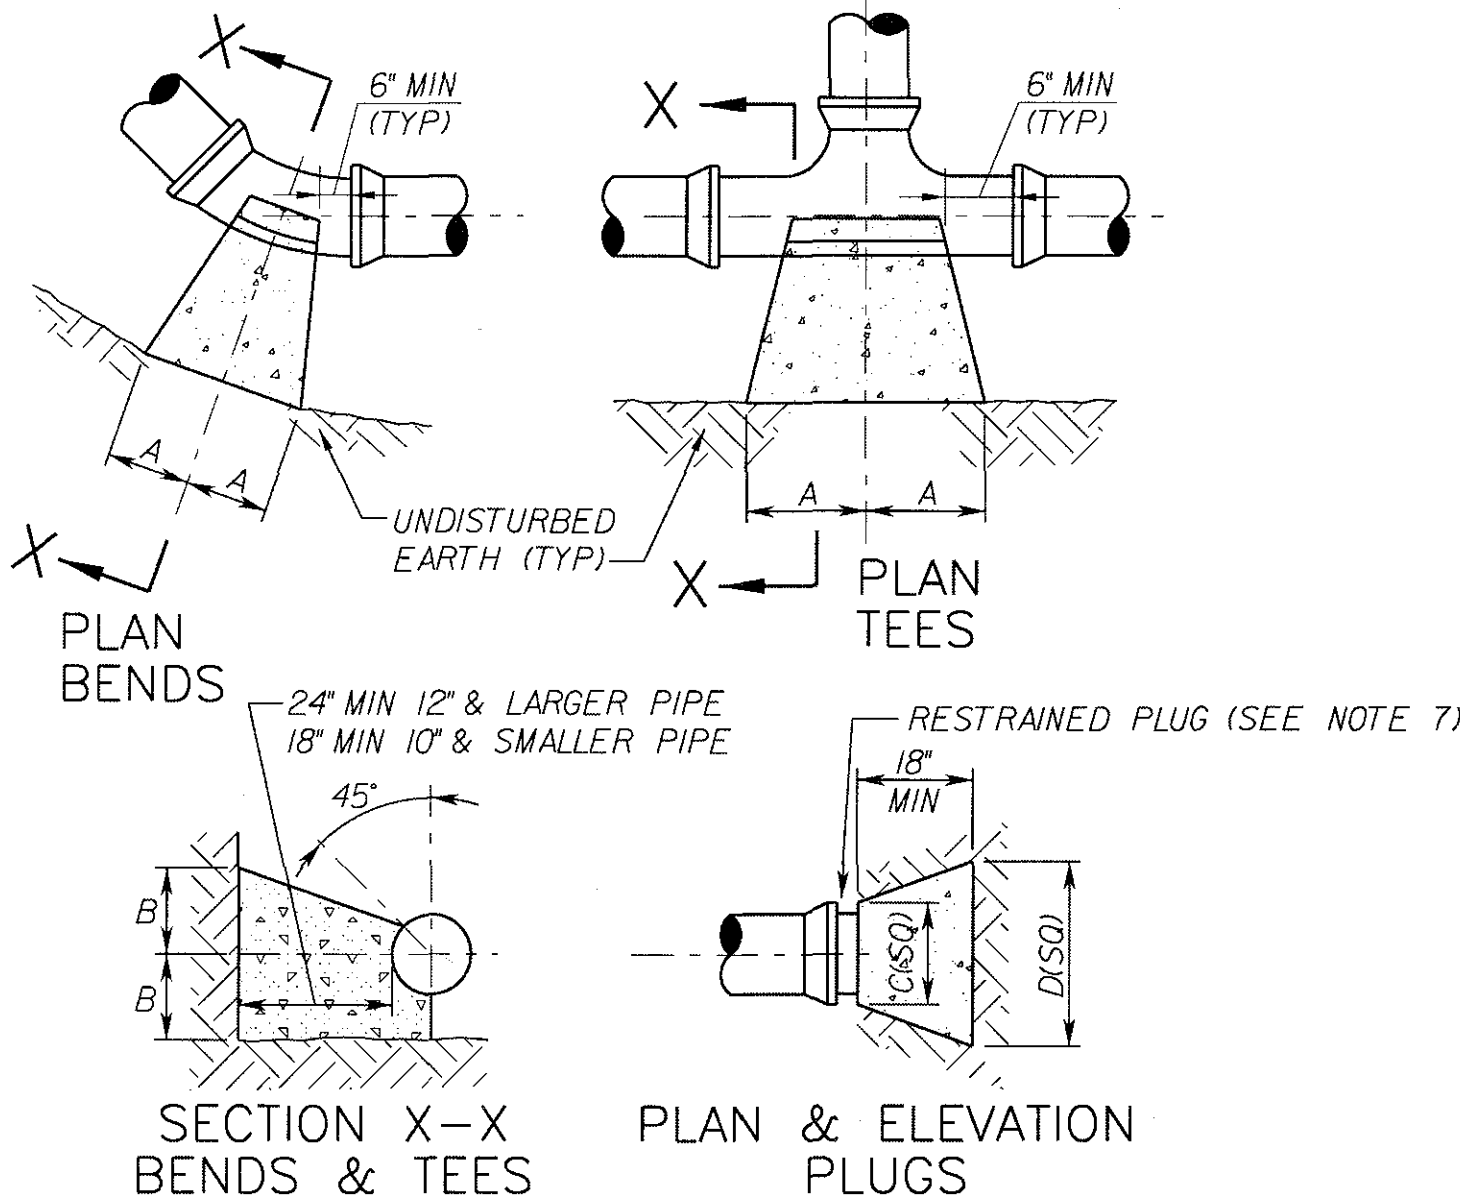 X
6" MIN
(TYP)
X
6" MIN
(TYP)
A
A
A
A
UNDISTURBED
EARTH (TYP)
X
X
PLAN
BENDS
PLAN
TEES
24" MIN 12" & LARGER PIPE
18" MIN 10" & SMALLER PIPE
45°
B
B
RESTRAINED PLUG (SEE NOTE 7)
18"
MIN
C(SQ)
D(SQ)
SECTION X-X
BENDS & TEES
PLAN & ELEVATION
PLUGS